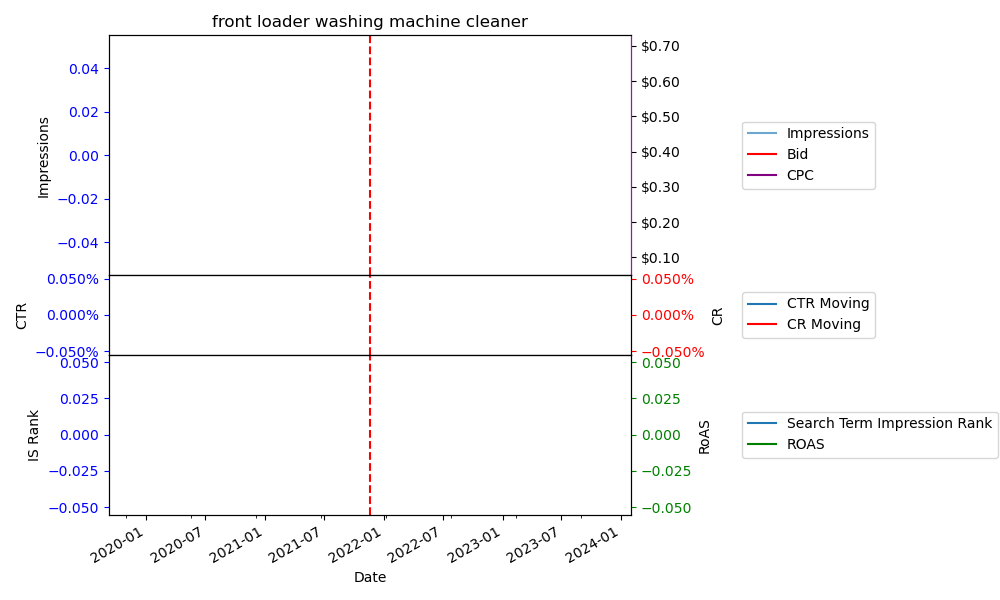 front loader washing machine cleaner
0.04
0.02
0.00
−0.02
−0.04
Impressions
$0.70
$0.60
$0.50
$0.40
$0.30
$0.20
$0.10
Impressions
Bid
CPC
0.050%
0.000%
−0.050%
CTR
0.050%
0.000%
−0.050%
CR
CTR Moving
CR Moving
0.050
0.025
0.000
−0.025
−0.050
IS Rank
0.050
0.025
0.000
−0.025
−0.050
RoAS
Search Term Impression Rank
ROAS
2020-01
2020-07
2021-01
2021-07
2022-01
2022-07
2023-01
2023-07
2024-01
Date